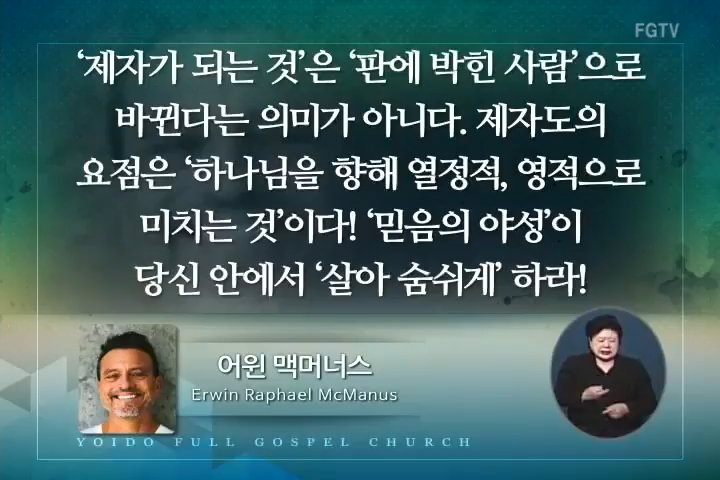 FGTV
‘제자가 되는 것’은 ‘판에 박힌 사람’으로
바뀐다는 의미가 아니다. 제자도의
요점은 ‘하나님을 향해 열정적, 영적으로
미치는 것’이다! ‘믿음의 야성’이
당신 안에서 ‘살아 숨쉬게’ 하라!
어윈 맥머너스
Erwin Raphael McManus
YOIDO FULL GOSPEL CHURCH